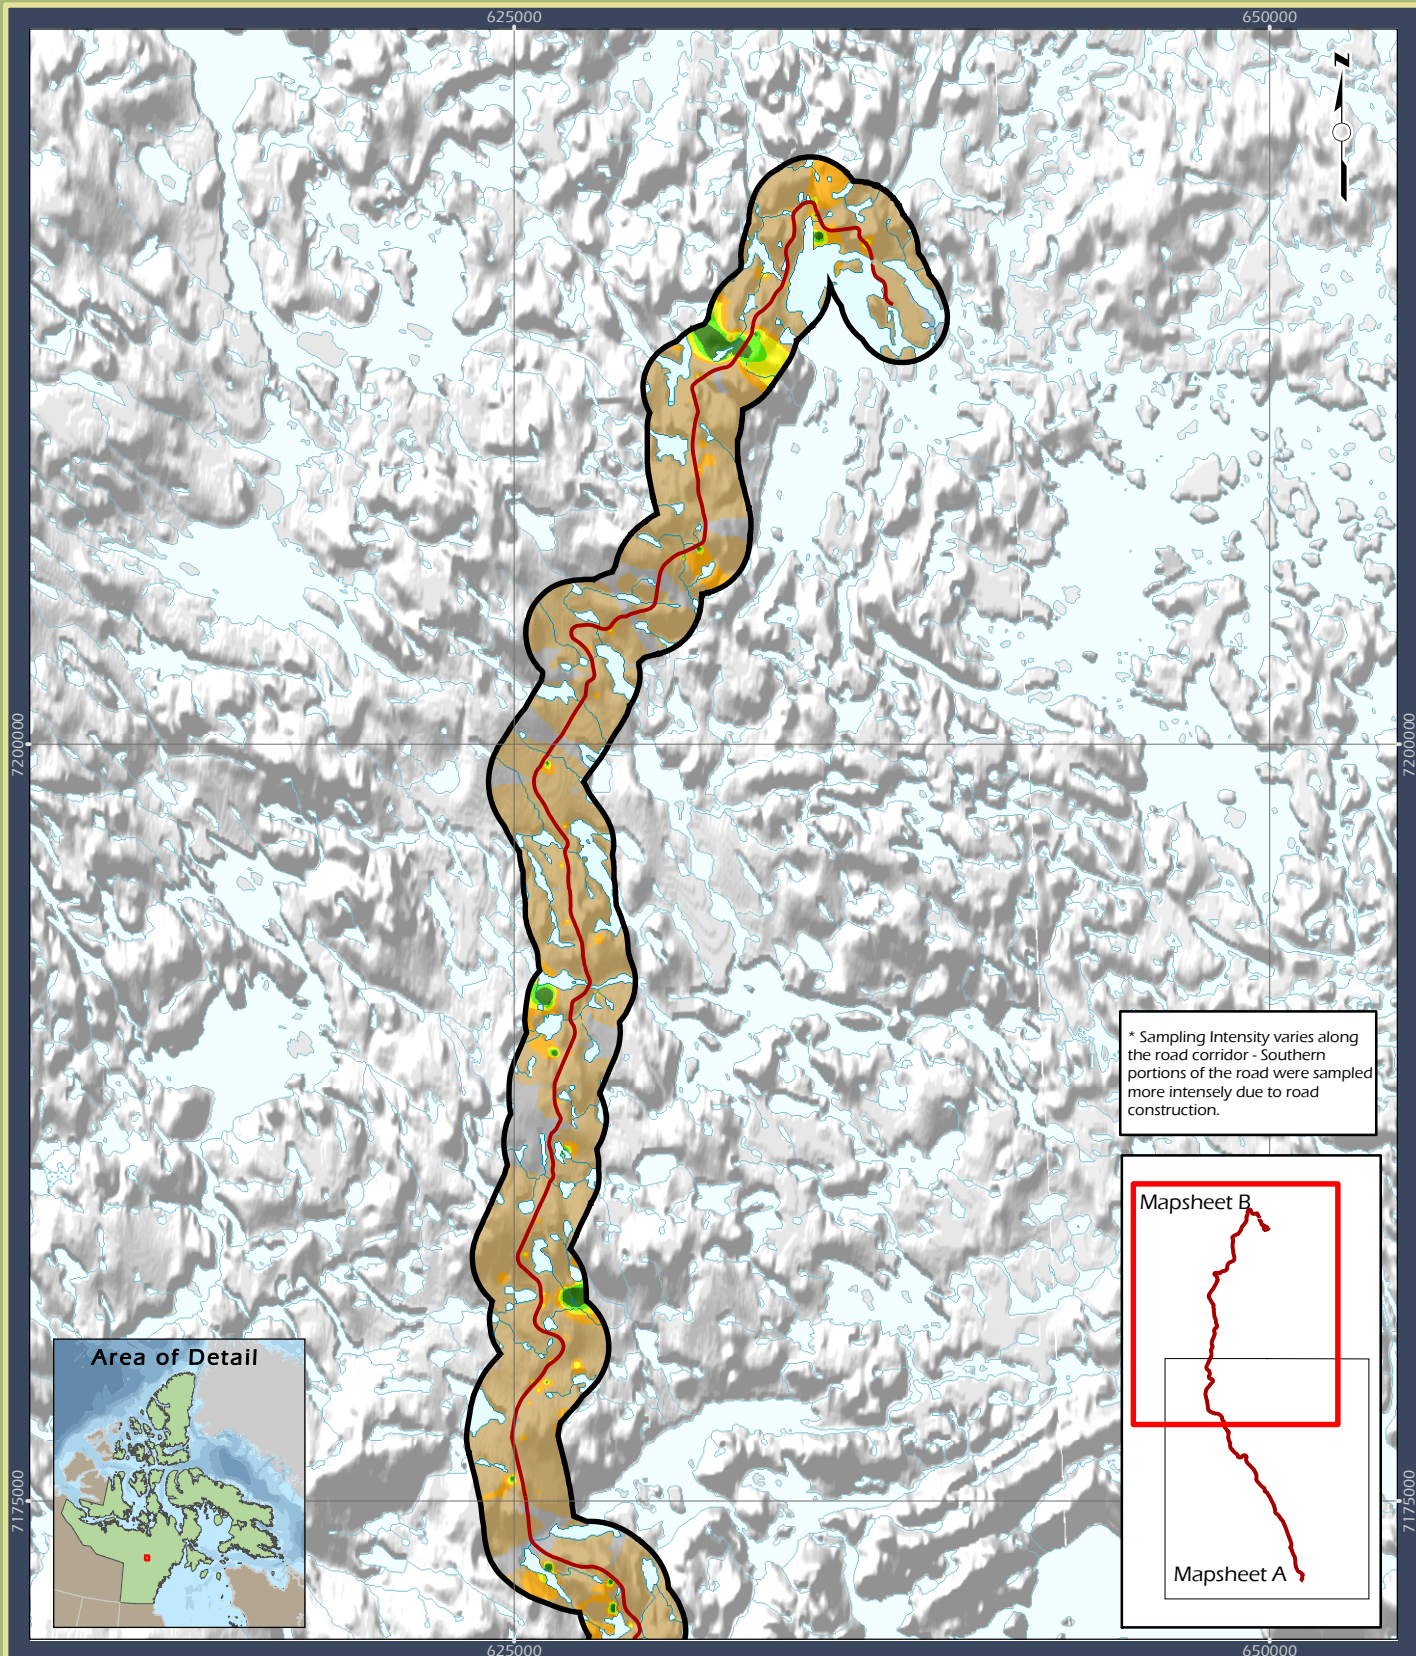 625000
650000
N
7200000
7200000
* Sampling Intensity varies along
the road corridor - Southern
portions of the road were sampled
more intensely due to road
construction.
Mapsheet B
Mapsheet A
Area of Detail
7175000
7175000
625000
650000